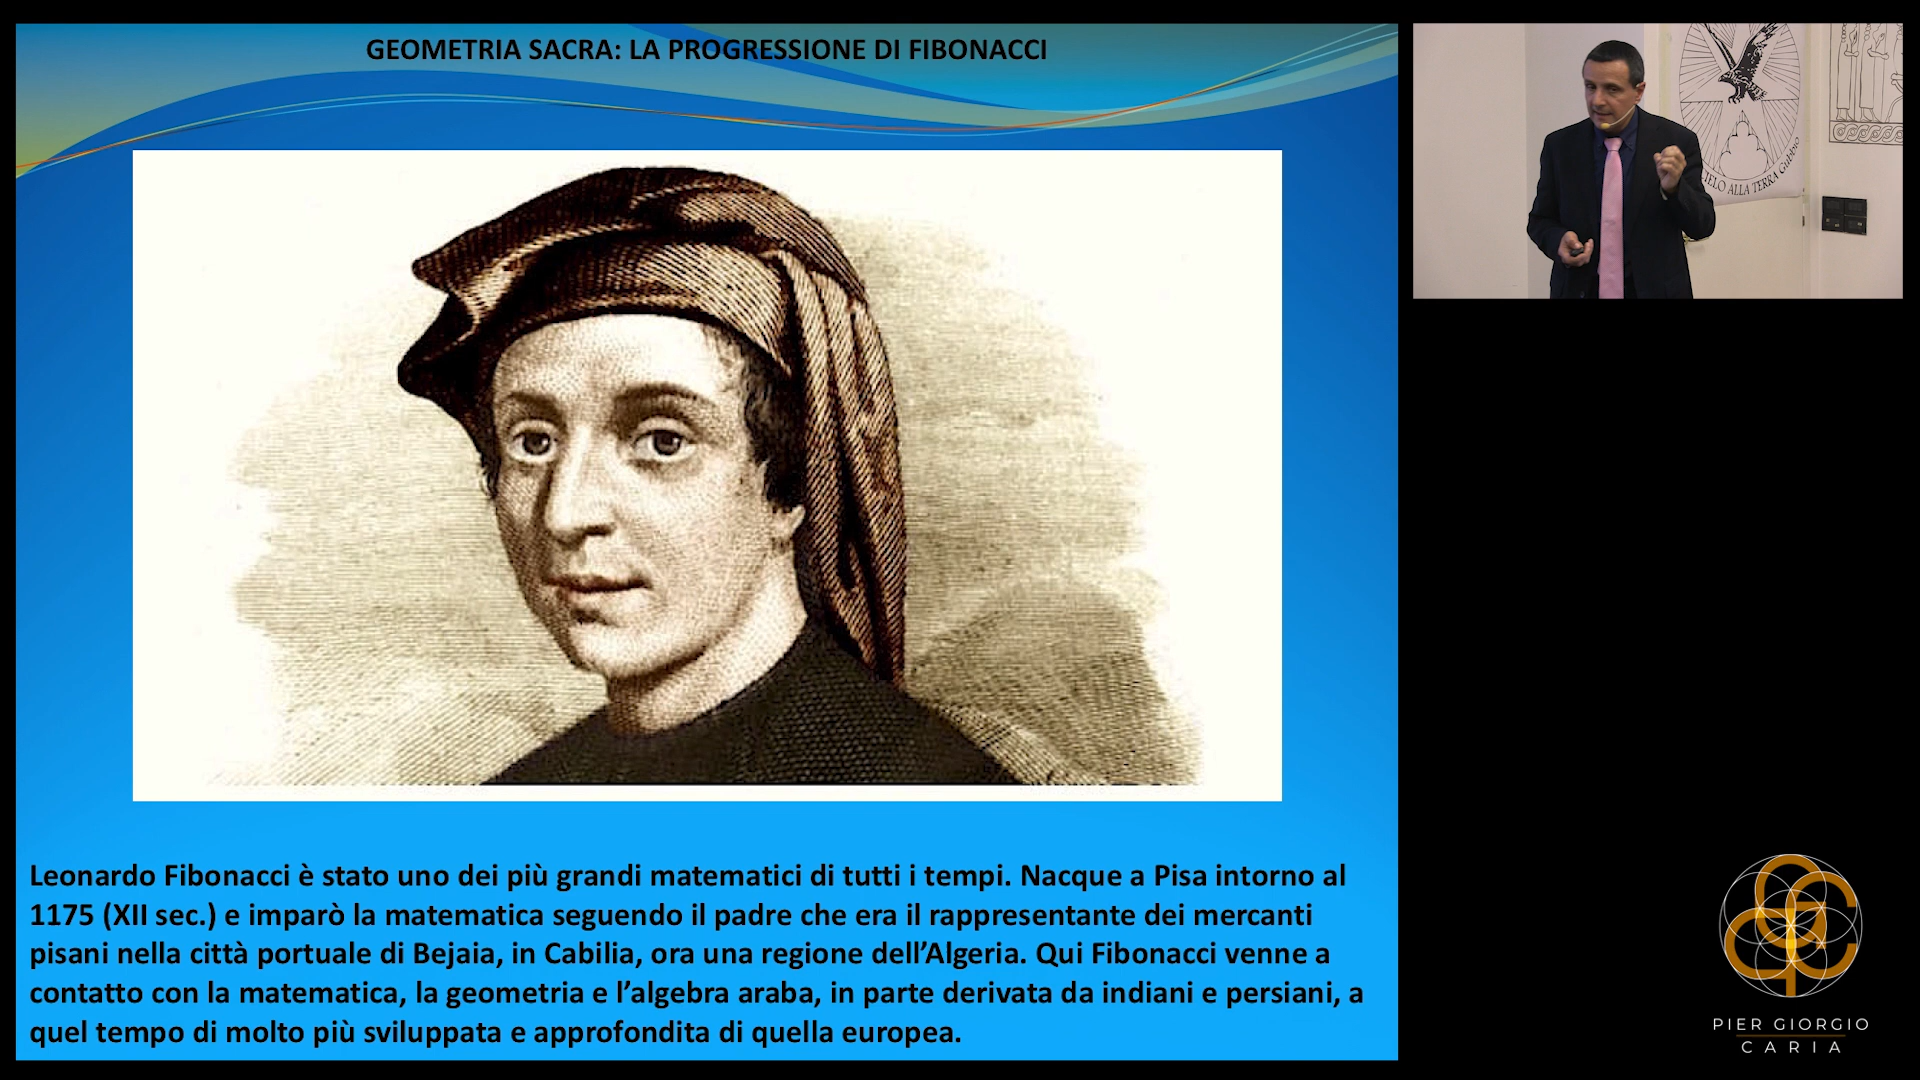 GEOMETRIA SACRA: LA PROGRESSIONE DI FIBONACCI
Leonardo Fibonacci è stato uno dei più grandi matematici di tutti i tempi. Nacque a Pisa intorno al
1175 (XII sec.) e imparò la matematica seguendo il padre che era il rappresentante dei mercanti
pisani nella città portuale di Bejaia, in Cabilia, ora una regione dell’Algeria. Qui Fibonacci venne a
contatto con la matematica, la geometria e l’algebra araba, in parte derivata da indiani e persiani, a
quel tempo di molto più sviluppata e approfondita di quella europea.
CIELO ALLA TERRA Gubbio
PIER GIORGIO
CARIA